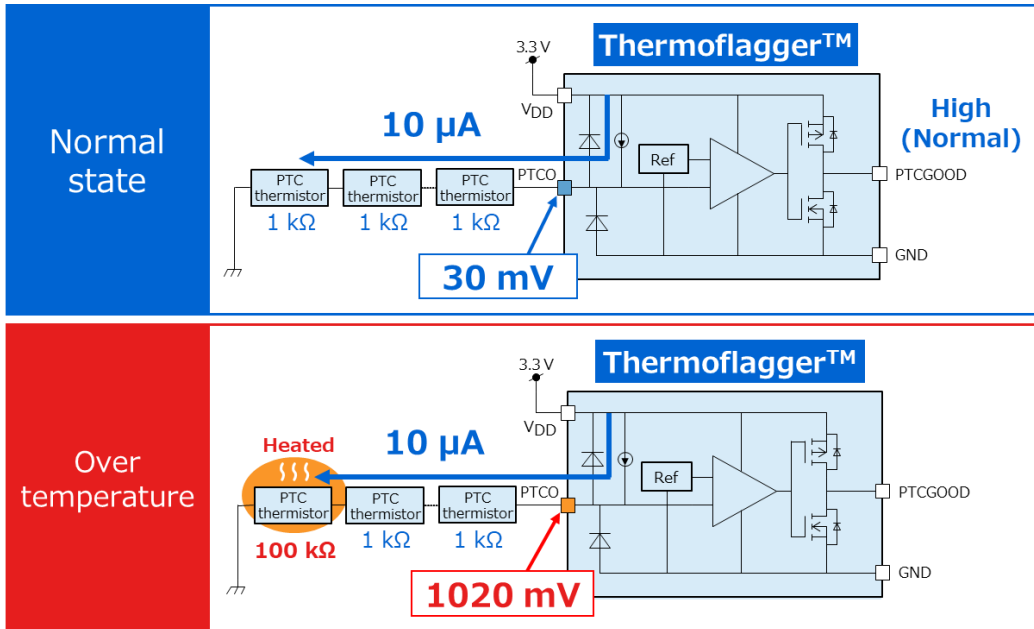 Normal
state
Thermoflagger™
3.3 V
VDD
10 µA
High
(Normal)
Ref
PTC
thermistor
PTC
thermistor
PTC
thermistor
PTCO
PTCGOOD
1 kΩ
1 kΩ
1 kΩ
30 mV
GND
Over
temperature
Thermoflagger™
3.3 V
VDD
10 µA
Heated
Ref
PTC
thermistor
PTC
thermistor
PTC
thermistor
PTCO
PTCGOOD
100 kΩ
1 kΩ
1 kΩ
1020 mV
GND